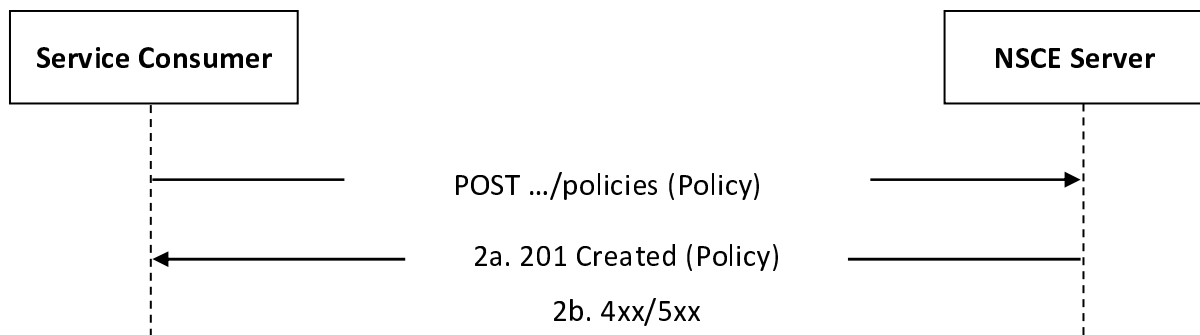 Service Consumer
NSCE Server
POST …/policies (Policy)
2a. 201 Created (Policy)
2b. 4xx/5xx